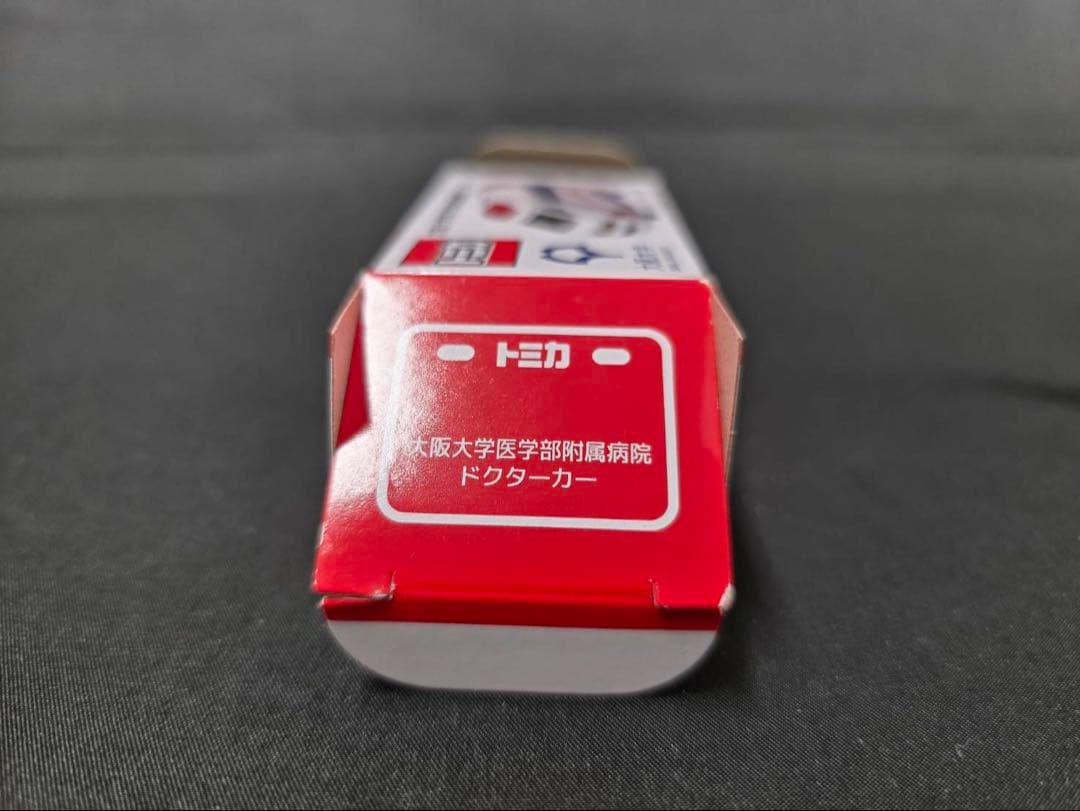 トミカ
大阪大学医学部附属病院
ドクターカー